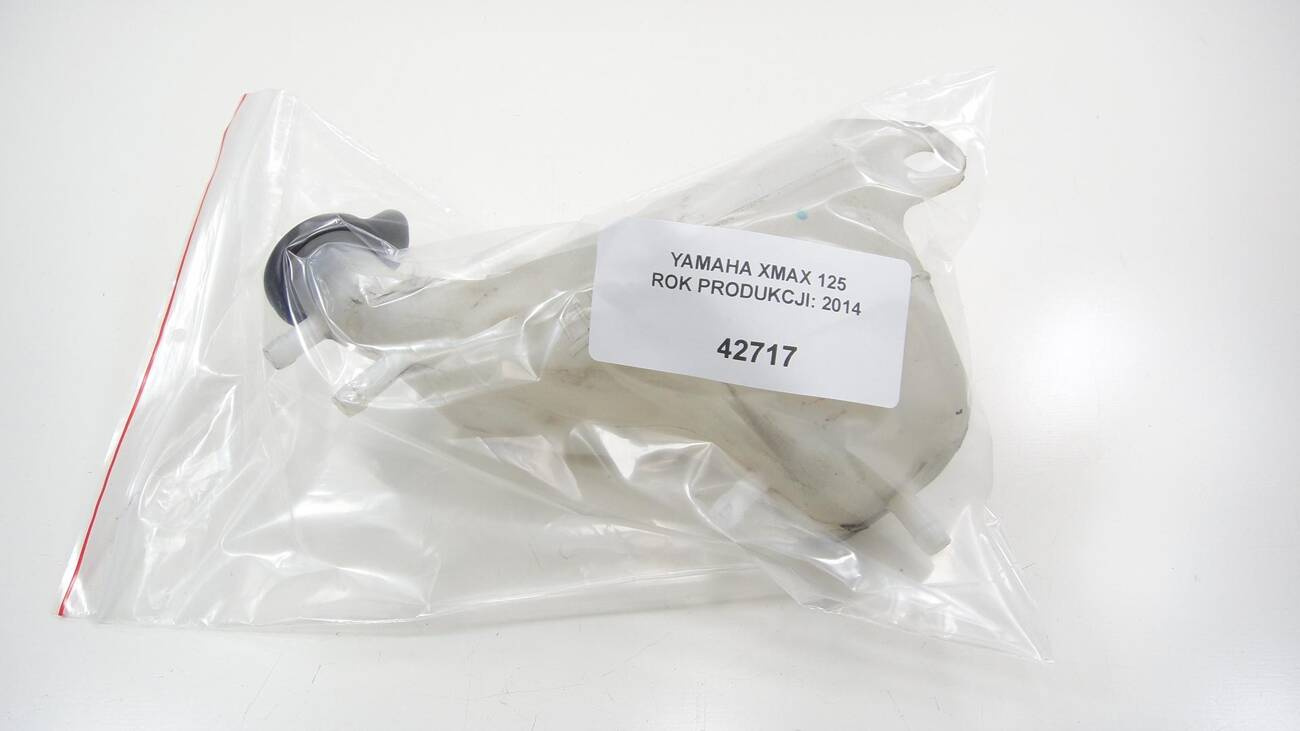 YAMAHA XMAX 125
ROK PRODUKCJI: 2014
42717